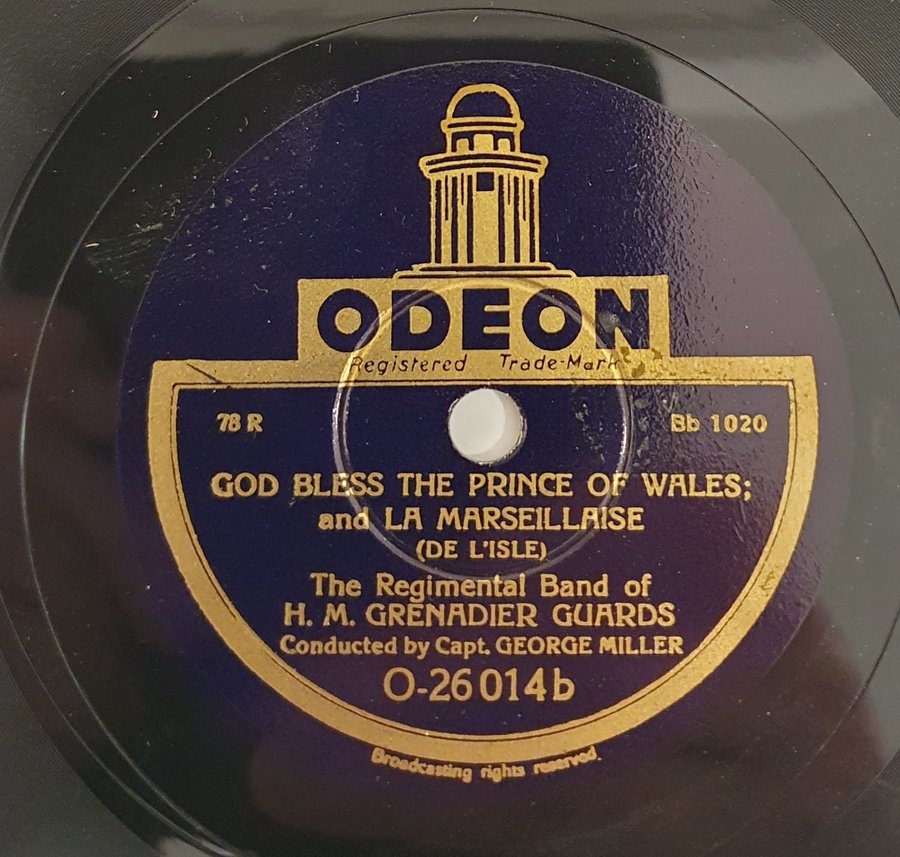 ODEON
Registered Trade-Mark
78 R Bb 1020
GOD BLESS THE PRINCE OF WALES;
and LA MARSEILLAISE
(DE L'ISLE)
The Regimental Band of
H. M. GRENADIER GUARDS
Conducted by Capt. GEORGE MILLER
O-26014b
Broadcasting rights reserved.